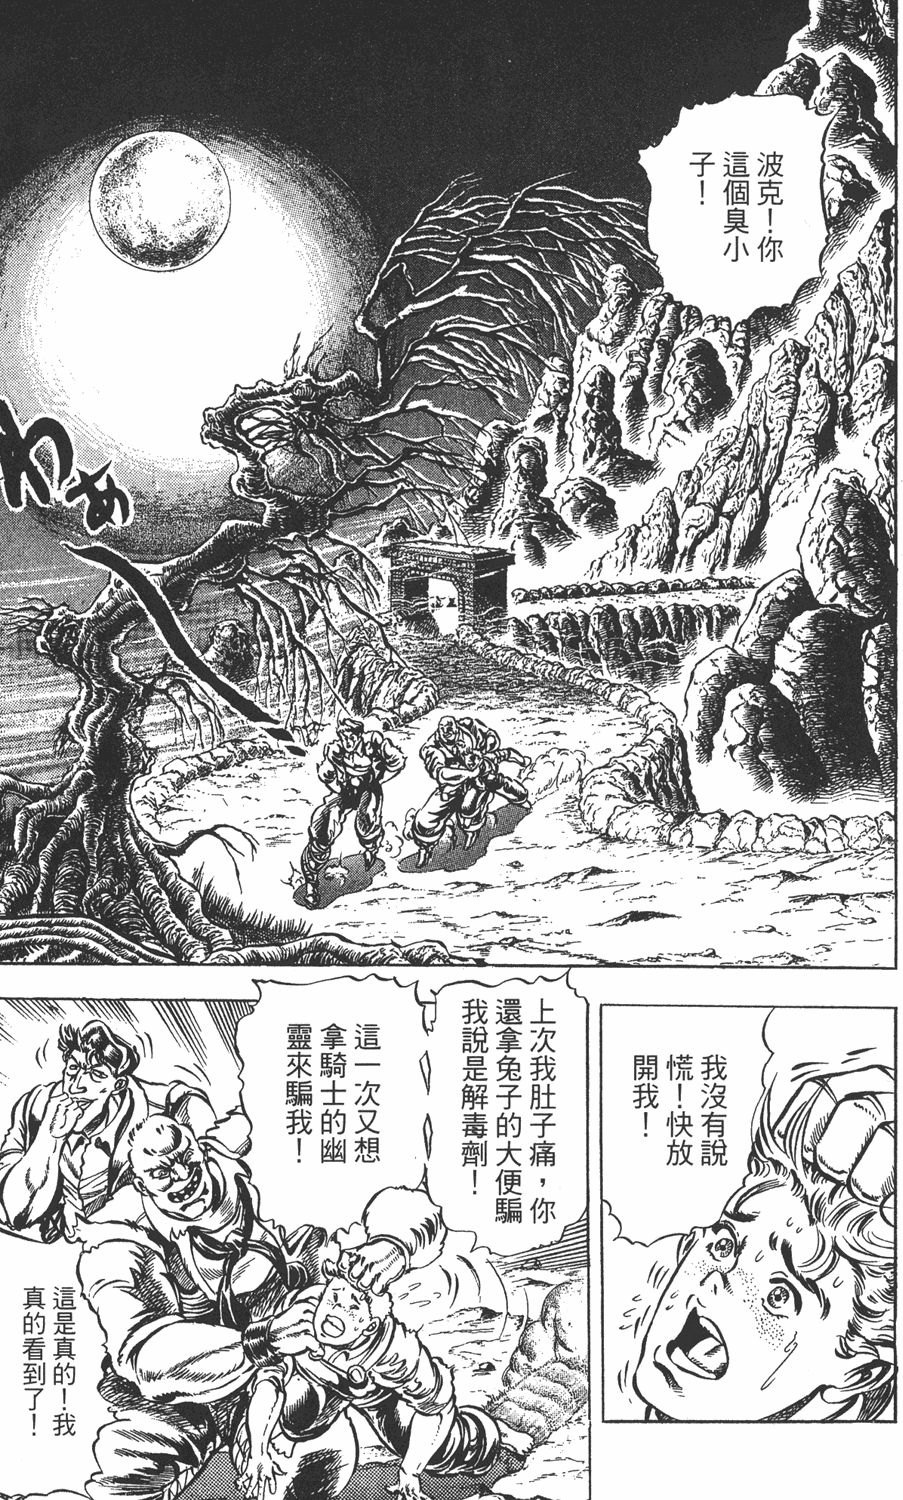 波克！你
這個臭小
子！
わあ
我沒有說
慌！快放
開我！
上次我肚子痛，你
還拿兔子的大便騙
我說是解毒劑！
這一次又想
拿騎士的幽
靈來騙我！
這是真的！我
真的看到了！